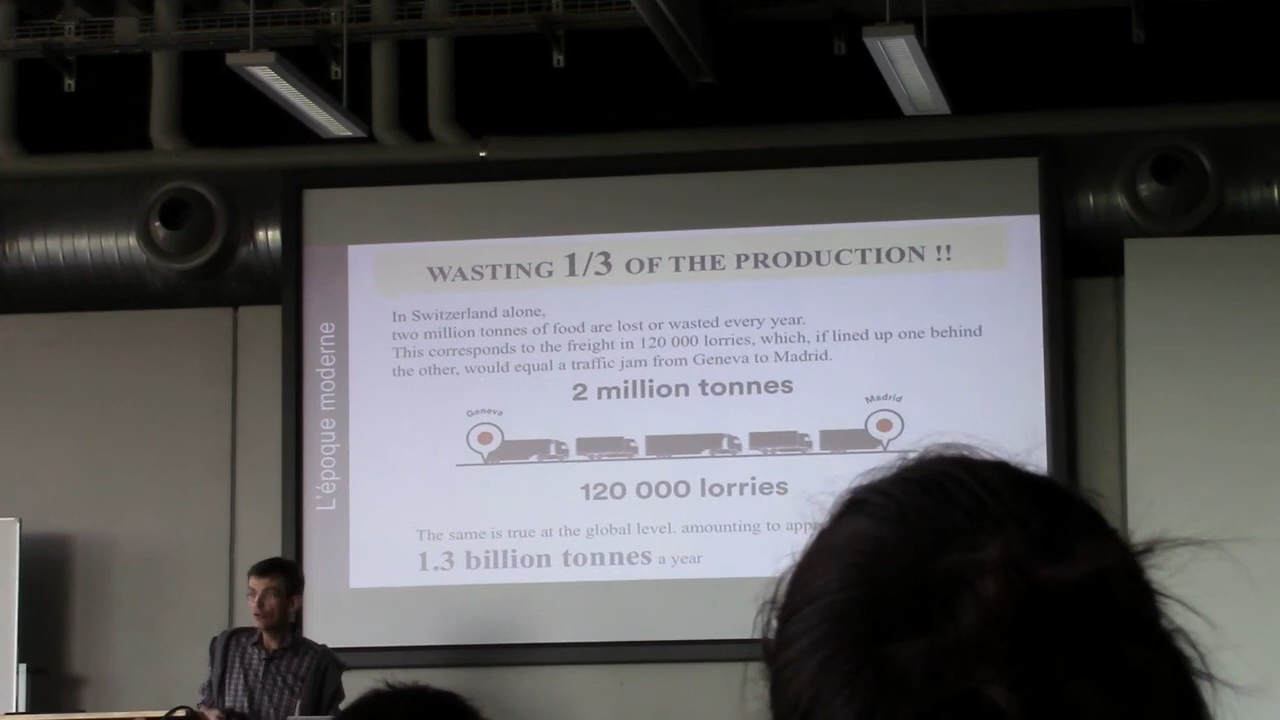 WASTING 1/3 OF THE PRODUCTION !!
In Switzerland alone,
two million tonnes of food are lost or wasted every year.
This corresponds to the freight in 120 000 lorries, which, if lined up one behind
the other, would equal a traffic jam from Geneva to Madrid.
2 million tonnes
Geneva
Madrid
120 000 lorries
The same is true at the global level. amounting to
1.3 billion tonnes a year
L'époque moderne